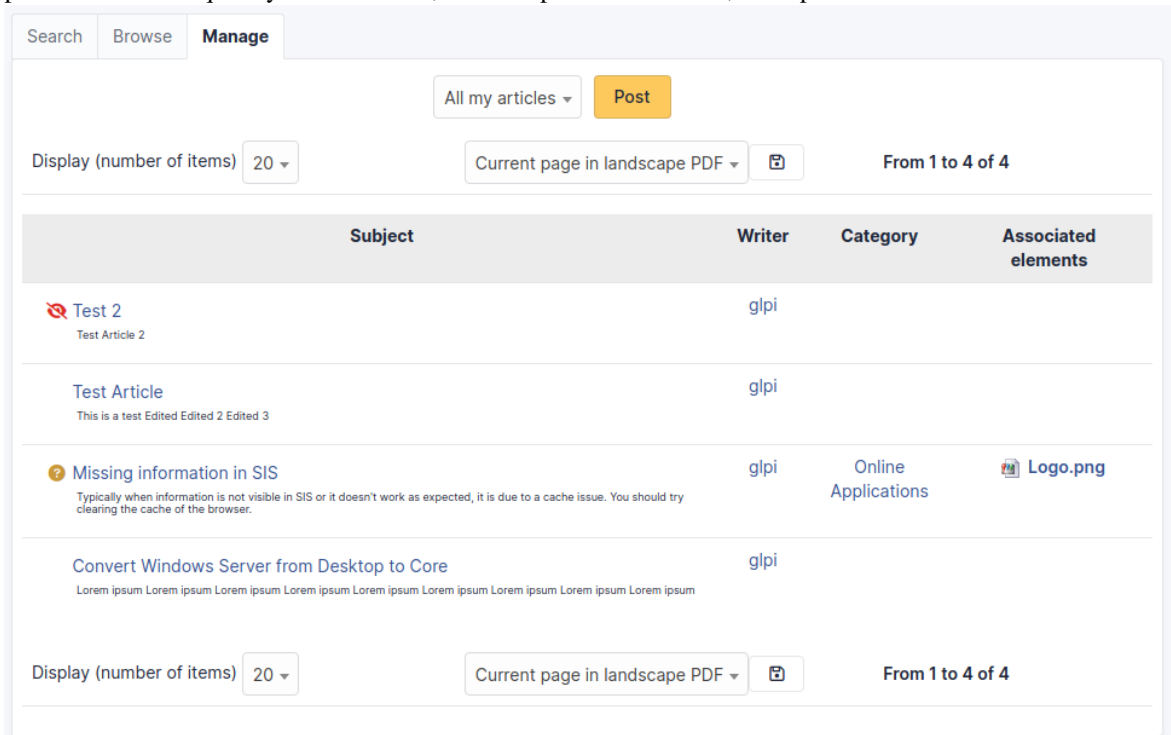 Search Browse Manage
All my articles Post
Display (number of items) 20 Current page in landscape PDF From 1 to 4 of 4
Subject Writer Category Associated
elements
Test 2 glpi
Test Article 2
Test Article glpi
This is a test Edited Edited 2 Edited 3
Missing information in SIS glpi Online Logo.png
Applications
Typically when information is not visible in SIS or it doesn't work as expected, it is due to a cache issue. You should try
clearing the cache of the browser.
Convert Windows Server from Desktop to Core glpi
Lorem ipsum Lorem ipsum Lorem ipsum Lorem ipsum Lorem ipsum Lorem ipsum Lorem ipsum Lorem ipsum Lorem ipsum
Display (number of items) 20 Current page in landscape PDF From 1 to 4 of 4